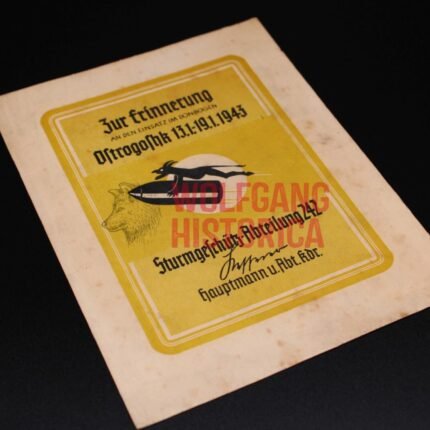 Zur Erinnerung
AN DEN EINSATZ IM DONBOGEN
Ostrogoshk 13.1.-19.1.1943
WOLFGANG
HISTORICA
Sturmgeschütz-Abteilung 242
Hauptmann u. Abt. Kdr.